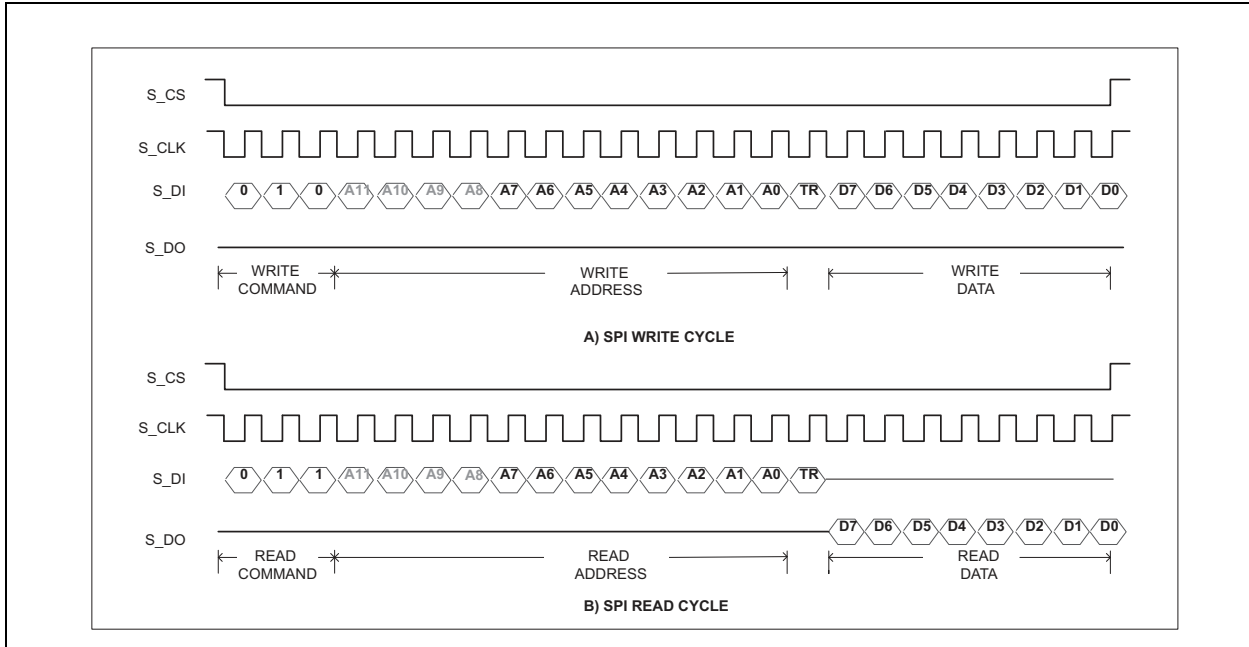 S_CS
S_CLK
S_DI 0 1 0 A11 A10 A9 A8 A7 A6 A5 A4 A3 A2 A1 A0 TR D7 D6 D5 D4 D3 D2 D1 D0
S_DO
WRITE WRITE WRITE
COMMAND ADDRESS DATA
A) SPI WRITE CYCLE
S_CS
S_CLK
S_DI 0 1 1 A11 A10 A9 A8 A7 A6 A5 A4 A3 A2 A1 A0 TR
S_DO D7 D6 D5 D4 D3 D2 D1 D0
READ READ READ
COMMAND ADDRESS DATA
B) SPI READ CYCLE